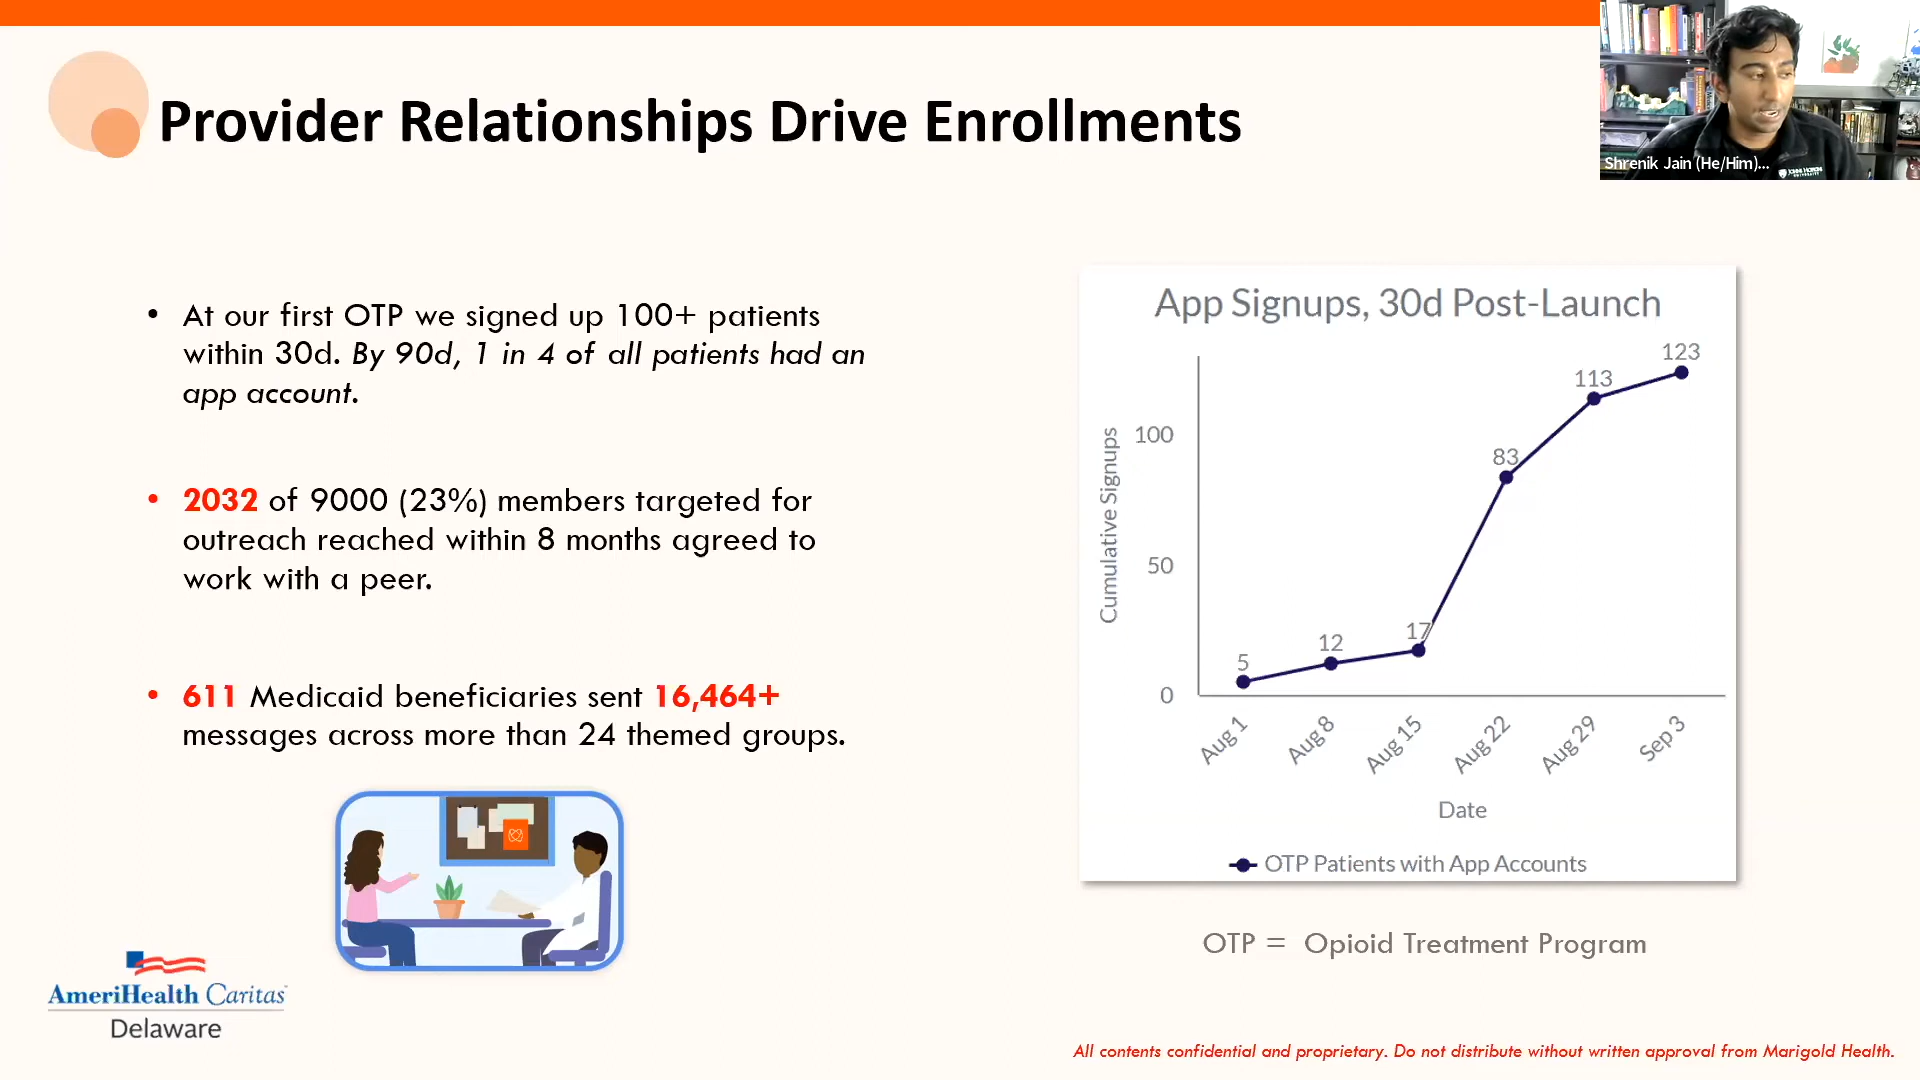 Provider Relationships Drive Enrollments
Shrenik Jain (He/Him)...
• At our first OTP we signed up 100+ patients
within 30d. By 90d, 1 in 4 of all patients had an
app account.
• 2032 of 9000 (23%) members targeted for
outreach reached within 8 months agreed to
work with a peer.
• 611 Medicaid beneficiaries sent 16,464+
messages across more than 24 themed groups.
AmeriHealth Caritas
Delaware
App Signups, 30d Post-Launch
Cumulative Signups
100
50
0
5
12
17
83
113
123
Aug 1
Aug 8
Aug 15
Aug 22
Aug 29
Sep 3
Date
OTP Patients with App Accounts
OTP = Opioid Treatment Program
All contents confidential and proprietary. Do not distribute without written approval from Marigold Health.